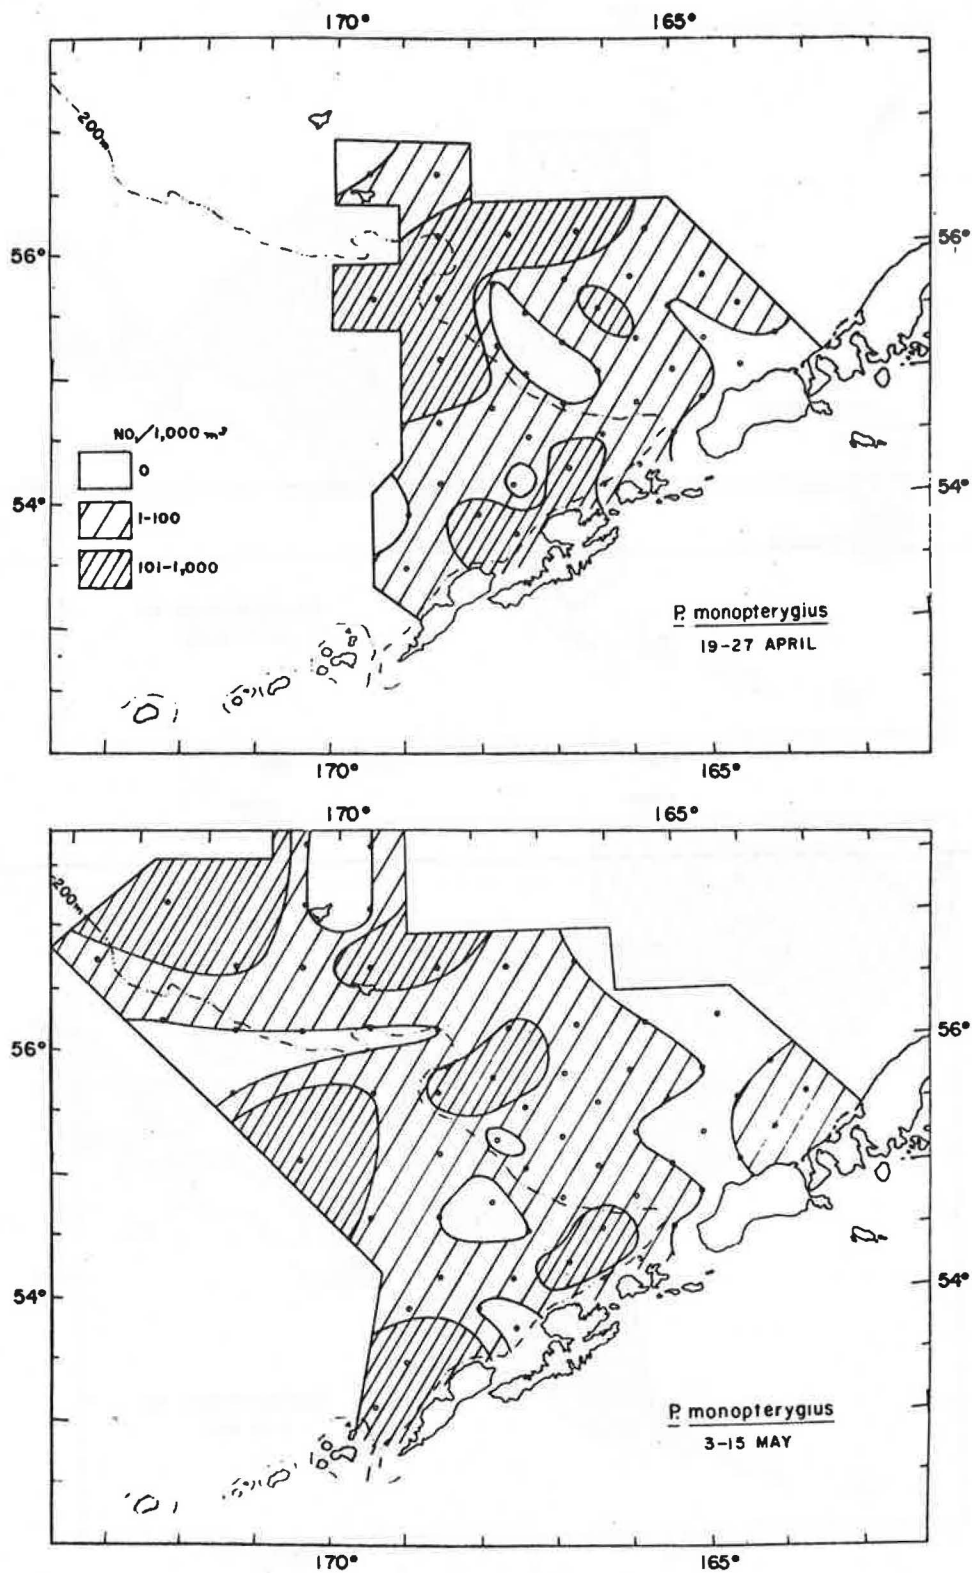 170° 165°
-200m
56° 56°
NO./1,000 m³
0
1-100
101-1,000
54° 54°
P. monopterygius
19-27 APRIL
170° 165°
170° 165°
-200m
56° 56°
54° 54°
P. monopterygius
3-15 MAY
170° 165°